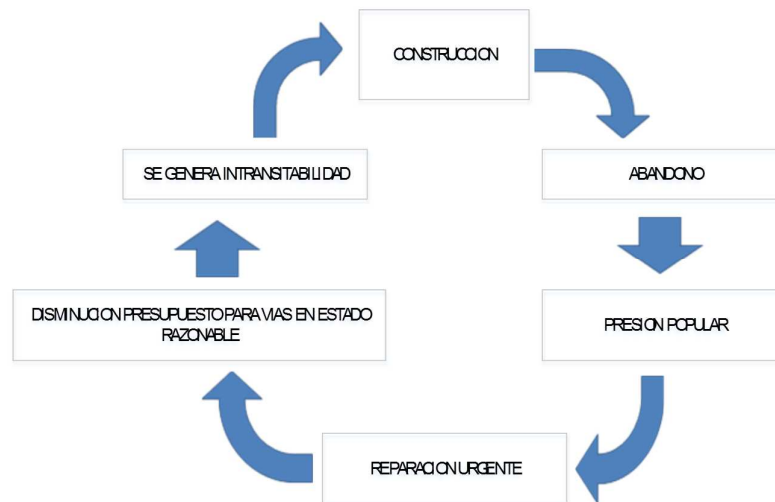 CONSTRUCCION
SE GENERA INTRANSITABILIDAD
ABANDONO
DISMINUCION PRESUPUESTO PARA VIAS EN ESTADO
RAZONABLE
PRESION POPULAR
REPARACION URGENTE